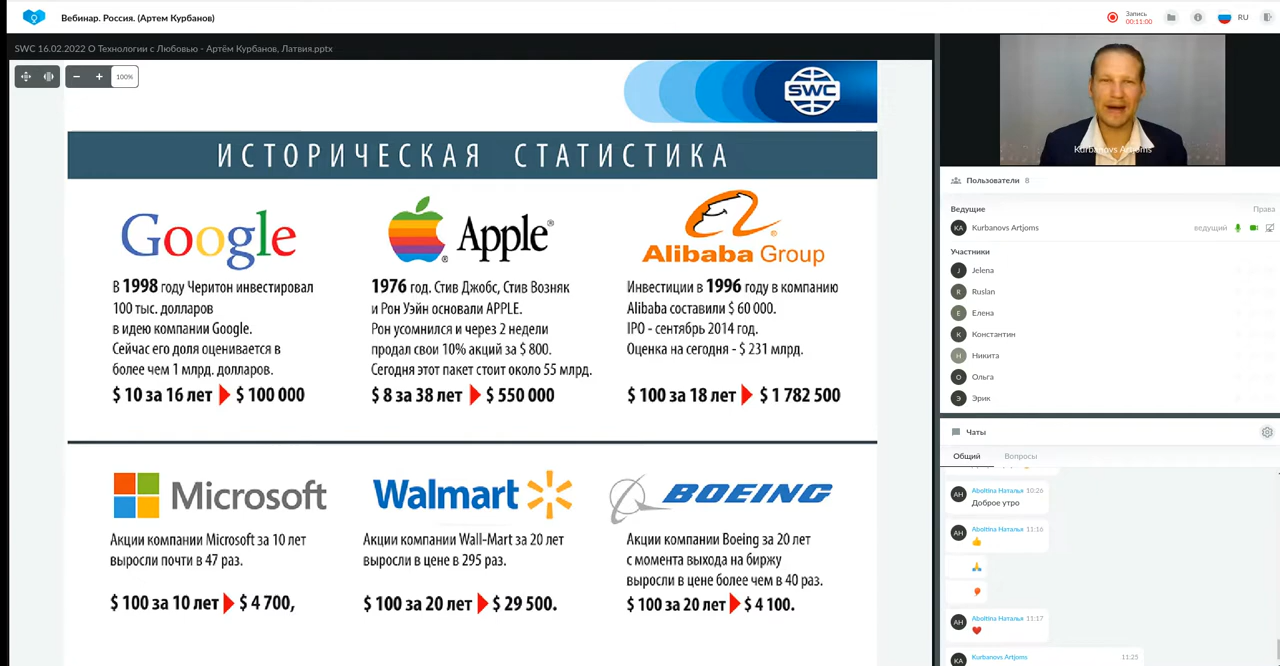 Вебинар. Россия. (Артем Курбанов)
Запись
00:11:00
RU
SWC 16.02.2022 О Технологии с Любовью - Артём Курбанов, Латвия.pptx
100%
SWC
ИСТОРИЧЕСКАЯ СТАТИСТИКА
Google
В 1998 году Черитон инвестировал
100 тыс. долларов
в идею компании Google.
Сейчас его доля оценивается в
более чем 1 млрд. долларов.
$ 10 за 16 лет $ 100 000
Apple®
1976 год. Стив Джобс, Стив Возняк
и Рон Уэйн основали APPLE.
Рон усомнился и через 2 недели
продал свои 10% акций за $ 800.
Сегодня этот пакет стоит около 55 млрд.
$ 8 за 38 лет $ 550 000
Alibaba Group
Инвестиции в 1996 году в компанию
Alibaba составили $ 60 000.
IPO - сентябрь 2014 год.
Оценка на сегодня - $ 231 млрд.
$ 100 за 18 лет $ 1 782 500
Microsoft
Акции компании Microsoft за 10 лет
выросли почти в 47 раз.
$ 100 за 10 лет $ 4 700,
Walmart
Акции компании Wall-Mart за 20 лет
выросли в цене в 295 раз.
$ 100 за 20 лет $ 29 500.
BOEING
Акции компании Boeing за 20 лет
с момента выхода на биржу
выросли в цене более чем в 40 раз.
$ 100 за 20 лет $ 4 100.
Kurbanovs Artjoms
Пользователи 8
Ведущие Права
KA Kurbanovs Artjoms ведущий
Участники
J Jelena
R Ruslan
Е Елена
К Константин
Н Никита
О Ольга
Э Эрик
Чаты
Общий Вопросы
АН Aboltina Наталья 10:26
Доброе утро
АН Aboltina Наталья 11:16
АН Aboltina Наталья 11:17
KA Kurbanovs Artjoms 11:25